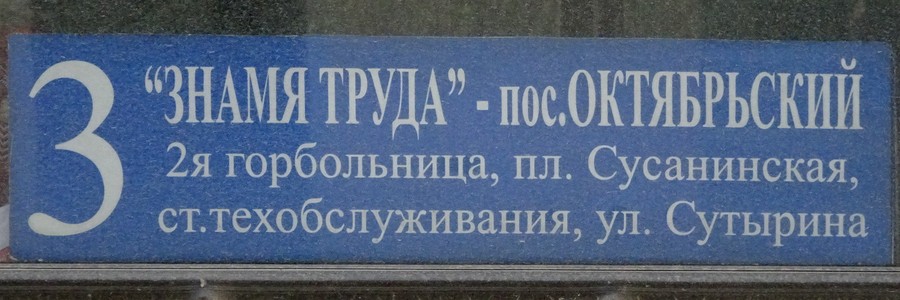 3
“ЗНАМЯ ТРУДА” - пос.ОКТЯБРЬСКИЙ
2я горбольница, пл. Сусанинская,
ст.техобслуживания, ул. Сутырина